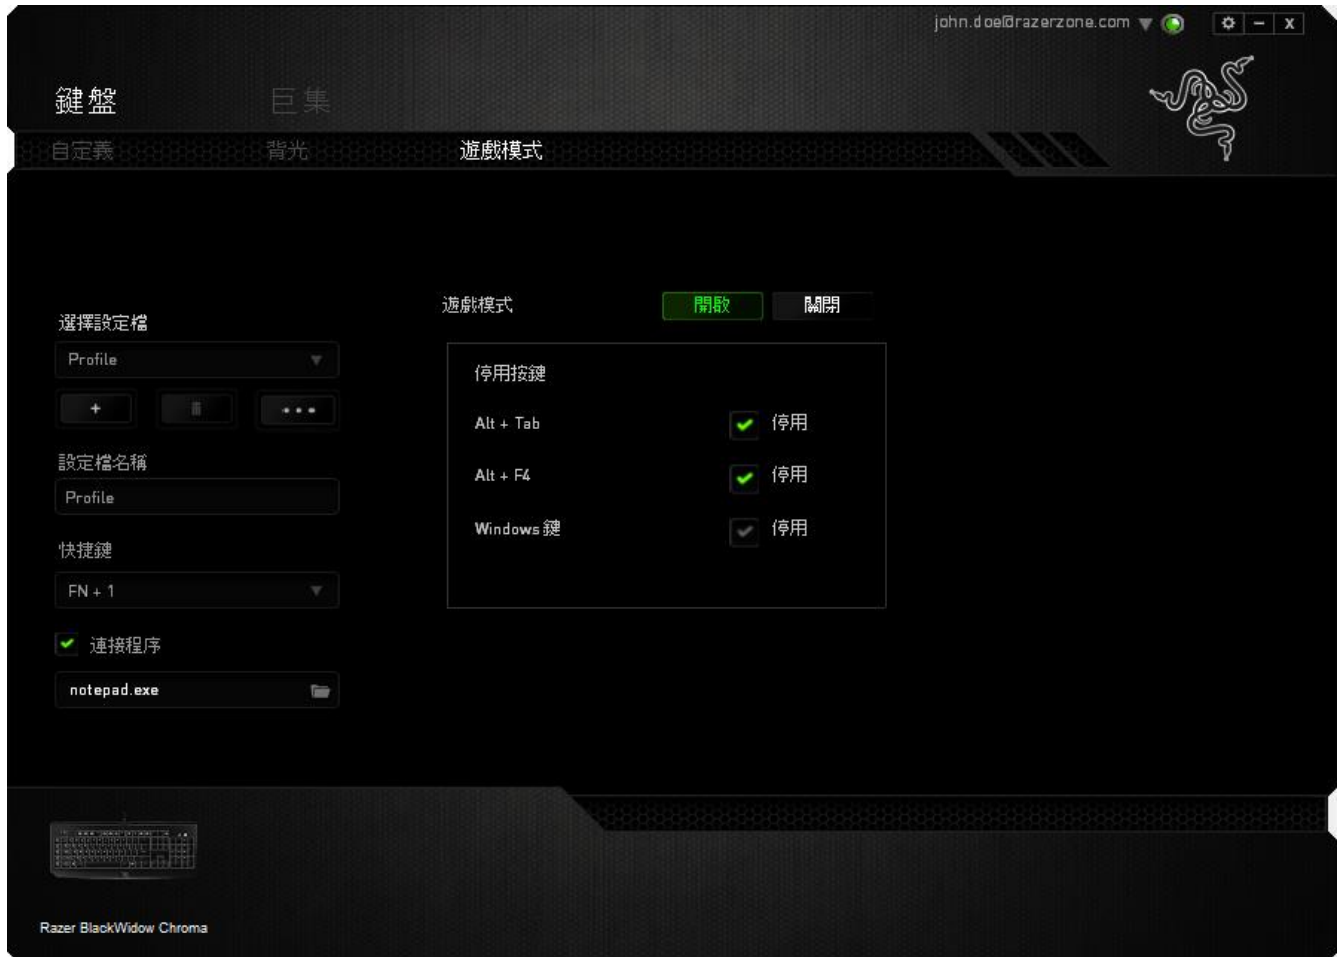 john.doe@razerzone.com
鍵盤 巨集
自定義 背光 遊戲模式
選擇設定檔
Profile
設定檔名稱
Profile
快捷鍵
FN + 1
連接程序
notepad.exe
遊戲模式 開啟 關閉
停用按鍵
Alt + Tab 停用
Alt + F4 停用
Windows 鍵 停用
Razer BlackWidow Chroma